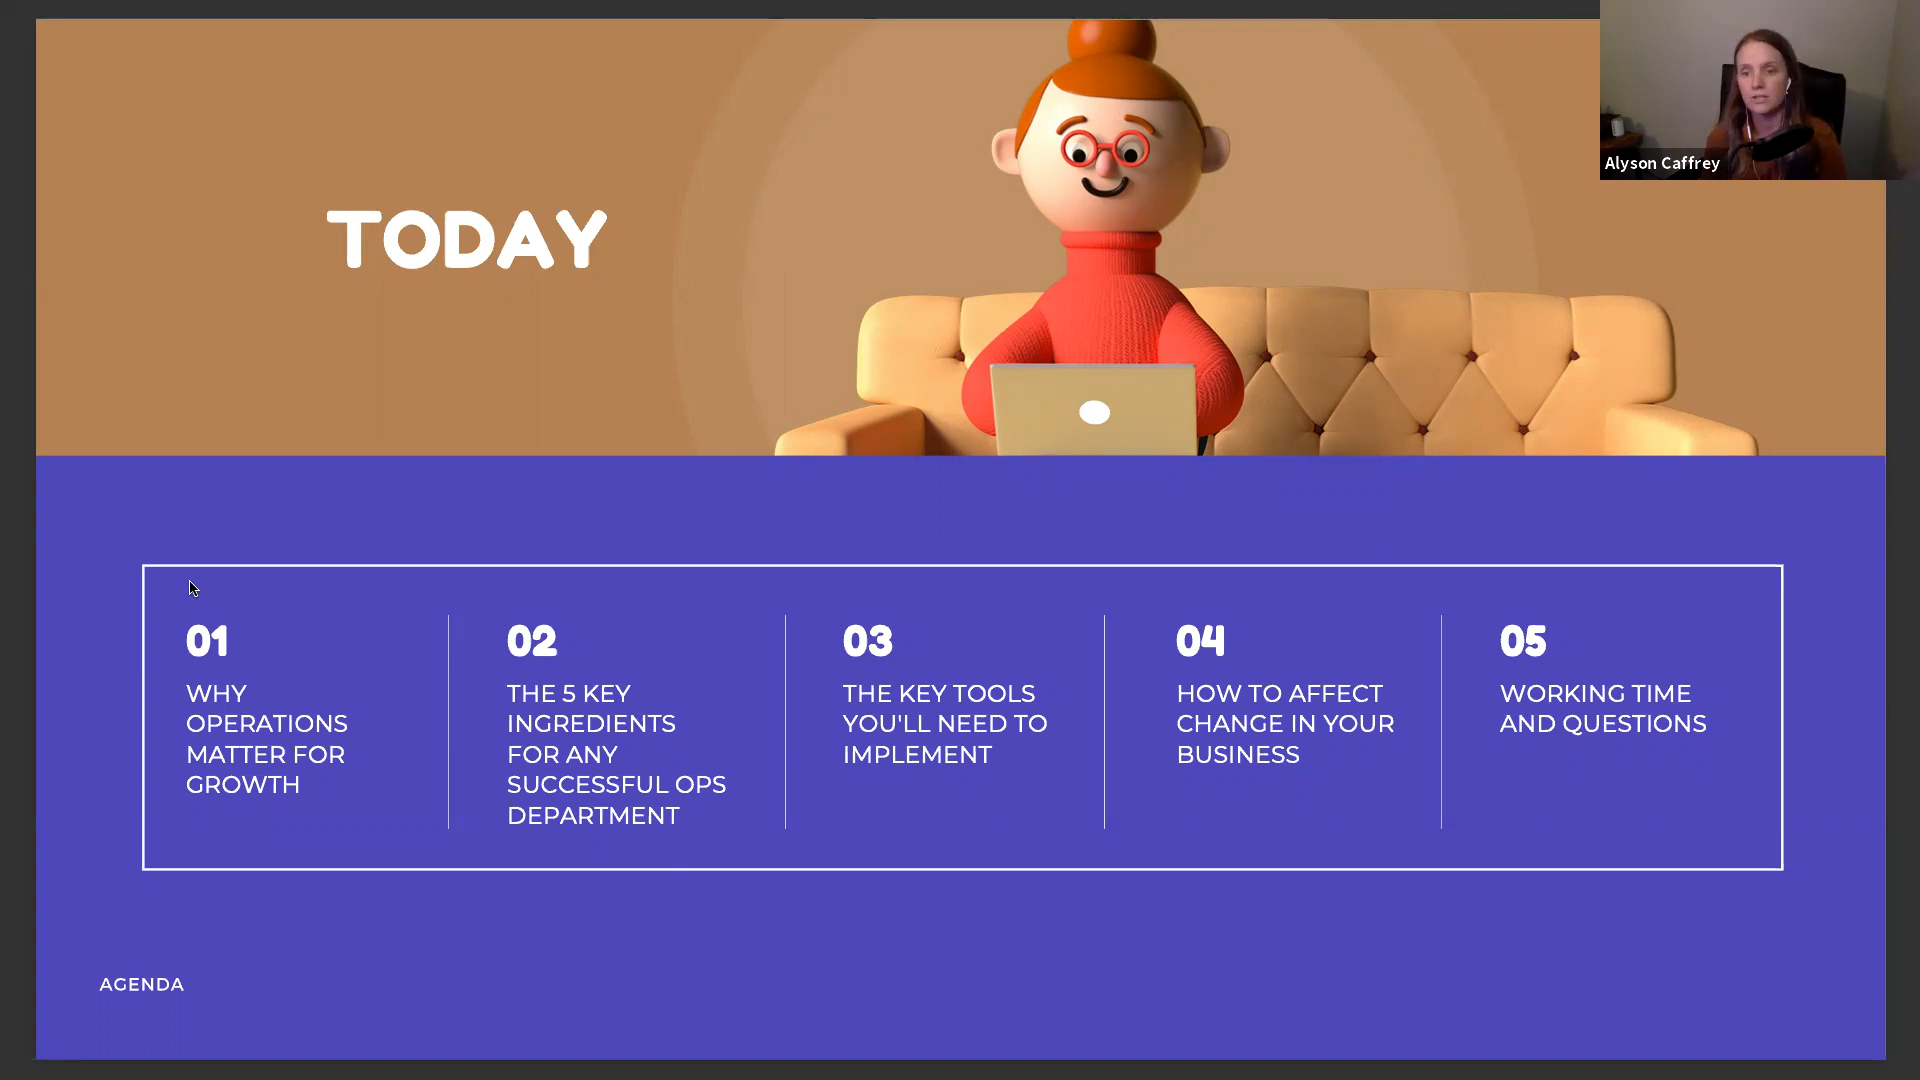 Alyson Caffrey
TODAY
01
WHY
OPERATIONS
MATTER FOR
GROWTH
02
THE 5 KEY
INGREDIENTS
FOR ANY
SUCCESSFUL OPS
DEPARTMENT
03
THE KEY TOOLS
YOU'LL NEED TO
IMPLEMENT
04
HOW TO AFFECT
CHANGE IN YOUR
BUSINESS
05
WORKING TIME
AND QUESTIONS
AGENDA